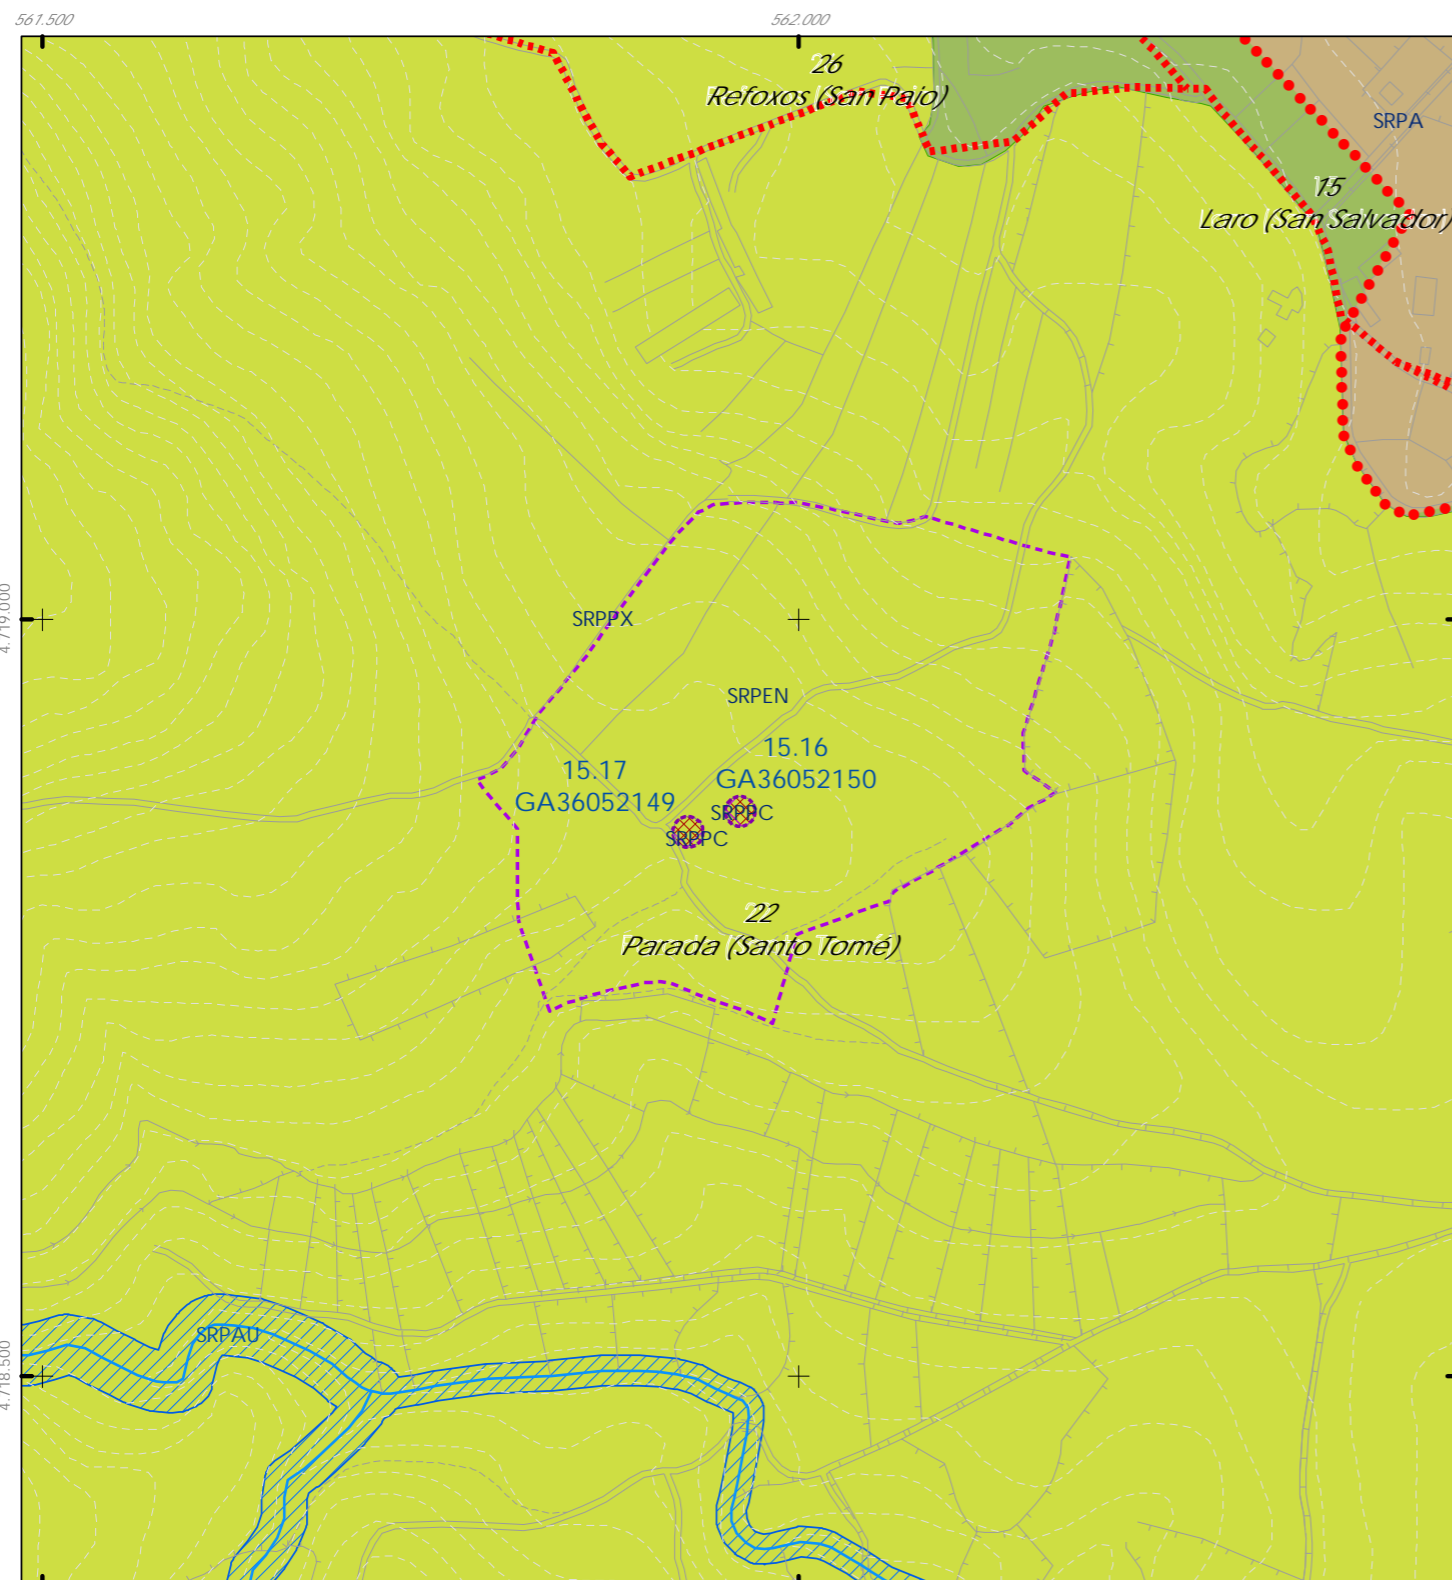 561.500
562.000
26
Refoxos (San Paio)
SRPA
15
Laro (San Salvador)
4.719.000
SRPPX
SRPEN
15.16
GA36052150
15.17
GA36052149
SRPPC
SRPPC
22
Parada (Santo Tomé)
SRPAU
4.718.500